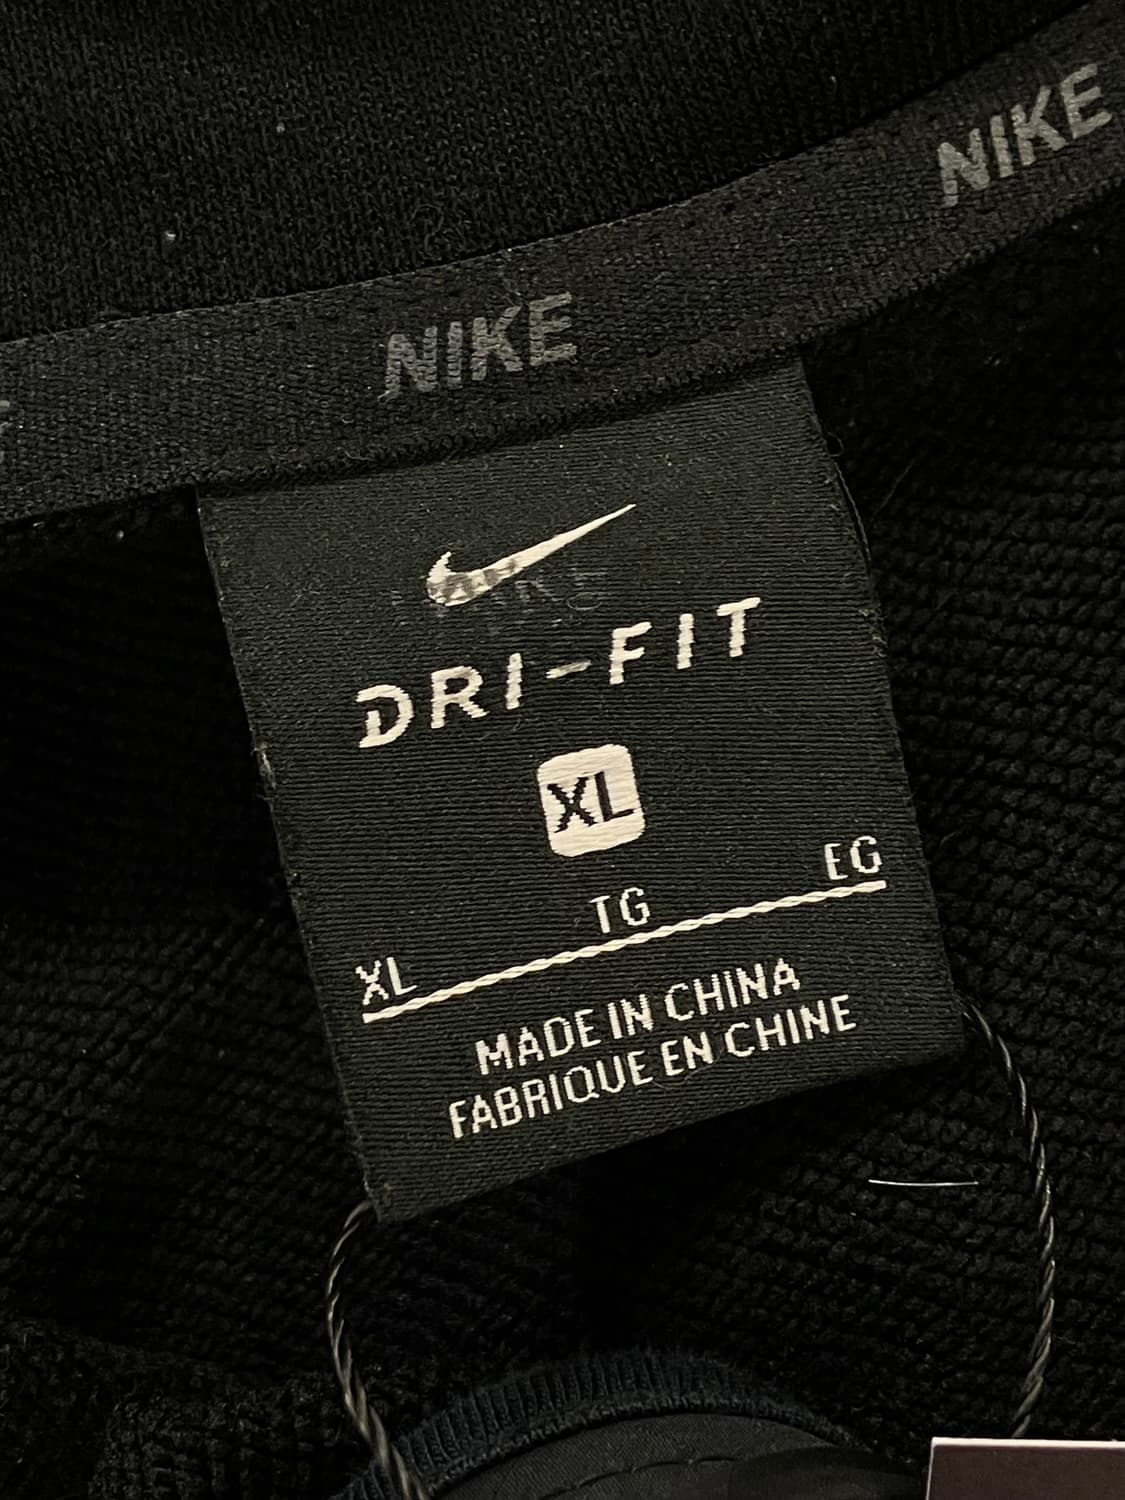 NIKE
NIKE
DRI-FIT
XL
XL TG EG
MADE IN CHINA
FABRIQUE EN CHINE